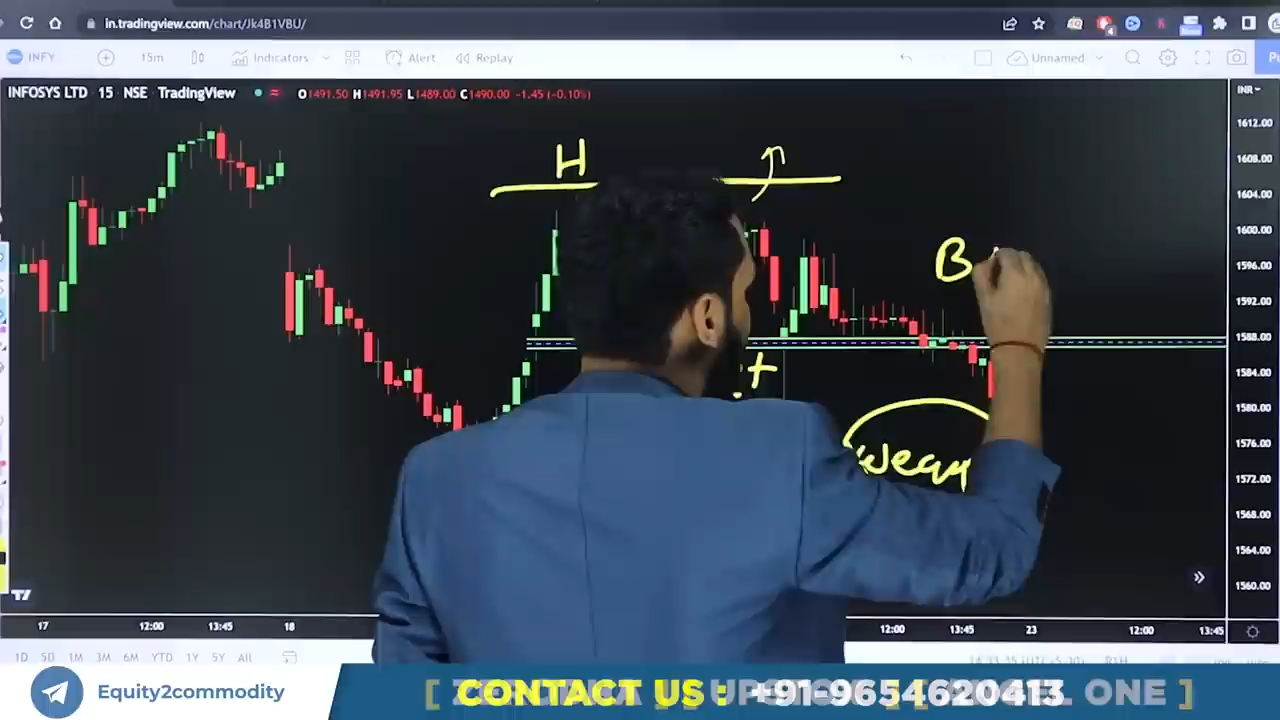 in.tradingview.com/chart/Jk4B1VBU/
INFY
15m
Indicators
Alert
Replay
Unnamed
INFOSYS LTD 15 NSE TradingView
O1491.50 H1491.95 L1489.00 C1490.00 -1.45 (-0.10%)
INR
1612.00
1608.00
1604.00
1600.00
1596.00
1592.00
1588.00
1584.00
1580.00
1576.00
1572.00
1568.00
1564.00
1560.00
H
B
+
17 12:00 13:45 18 12:00 13:45 23 12:00 13:45
1D 5D 1M 3M 6M YTD 1Y 5Y All
Equity2commodity
CONTACT US : +91-9654620413
ONE ]